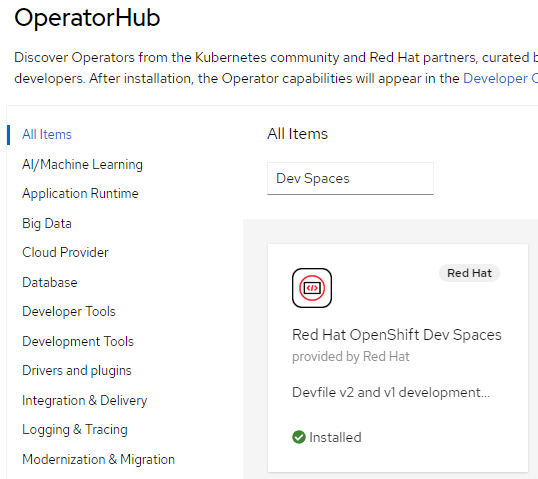 OperatorHub
Discover Operators from the Kubernetes community and Red Hat partners, curated b
developers. After installation, the Operator capabilities will appear in the Developer C
All Items
AI/Machine Learning
Application Runtime
Big Data
Cloud Provider
Database
Developer Tools
Development Tools
Drivers and plugins
Integration & Delivery
Logging & Tracing
Modernization & Migration
All Items
Dev Spaces
Red Hat
Red Hat OpenShift Dev Spaces
provided by Red Hat
Devfile v2 and v1 development...
Installed